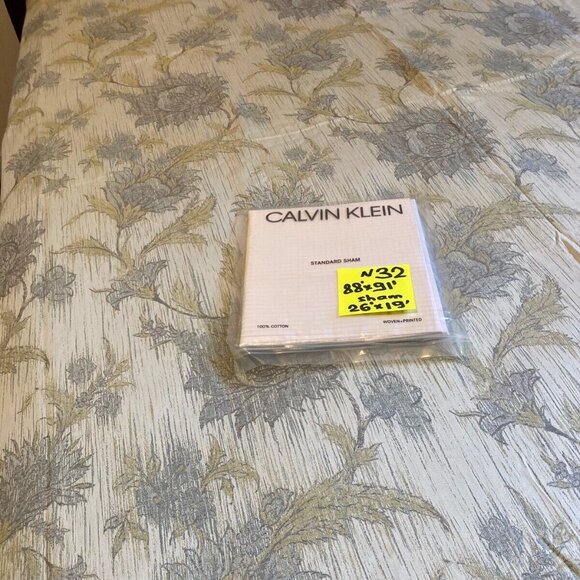 CALVIN KLEIN
STANDARD SHAM
N32
88'x91'
sham
26'x19'
100% COTTON
WOVEN+PRINTED